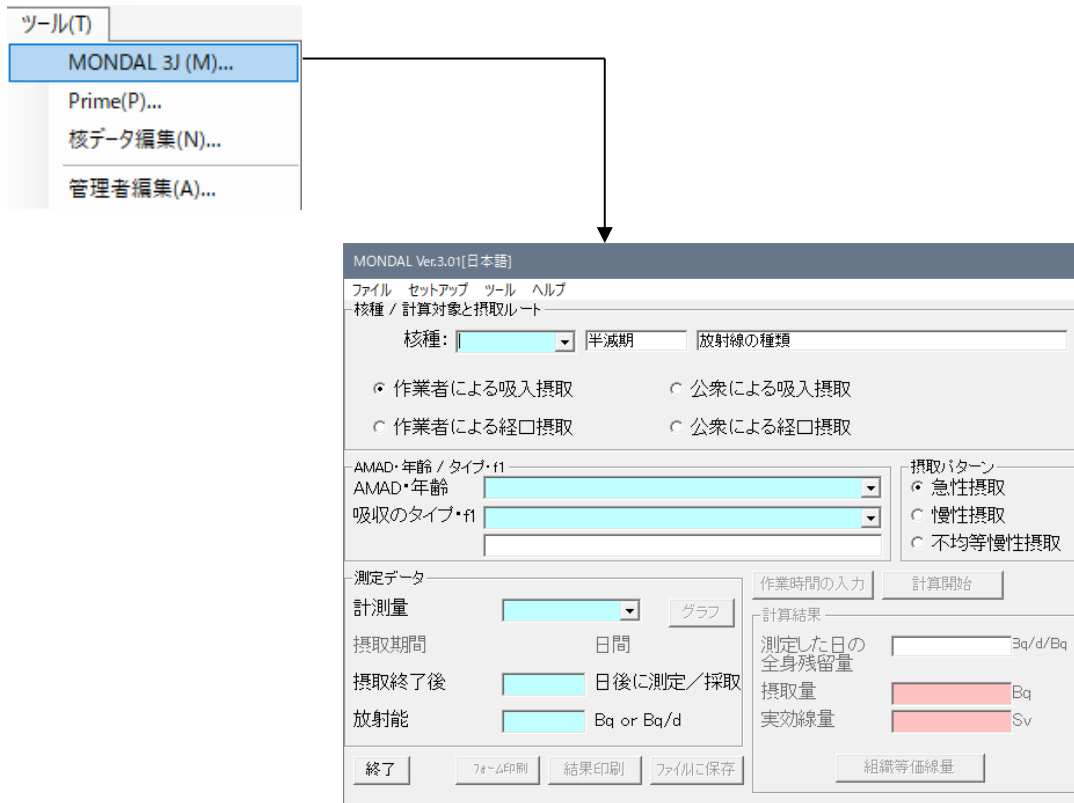 ツール(T)
MONDAL 3J (M)...
Prime(P)...
核データ編集(N)...
管理者編集(A)...
MONDAL Ver.3.01[日本語]
ファイル セットアップ ツール ヘルプ
核種 / 計算対象と摂取ルート
核種: 半減期 放射線の種類
作業者による吸入摂取 公衆による吸入摂取
作業者による経口摂取 公衆による経口摂取
AMAD・年齢 / タイプ・f1 摂取パターン
AMAD・年齢 急性摂取
吸収のタイプ・f1 慢性摂取
不均等慢性摂取
測定データ 作業時間の入力 計算開始
計測量 グラフ 計算結果
摂取期間 日間 測定した日の Bq/d/Bq
全身残留量
摂取終了後 日後に測定／採取 摂取量 Bq
放射能 Bq or Bq/d 実効線量 Sv
終了 フォーム印刷 結果印刷 ファイルに保存 組織等価線量